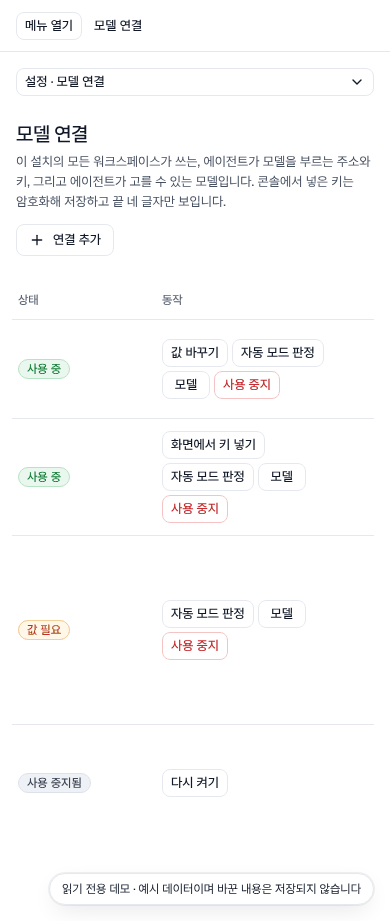 메뉴 열기 모델 연결
설정 · 모델 연결
모델 연결
이 설치의 모든 워크스페이스가 쓰는, 에이전트가 모델을 부르는 주소와
키, 그리고 에이전트가 고를 수 있는 모델입니다. 콘솔에서 넣은 키는
암호화해 저장하고 끝 네 글자만 보입니다.
연결 추가
상태 동작
사용 중 값 바꾸기 자동 모드 판정
모델 사용 중지
화면에서 키 넣기
사용 중 자동 모드 판정 모델
사용 중지
값 필요 자동 모드 판정 모델
사용 중지
사용 중지됨 다시 켜기
읽기 전용 데모 · 예시 데이터이며 바꾼 내용은 저장되지 않습니다